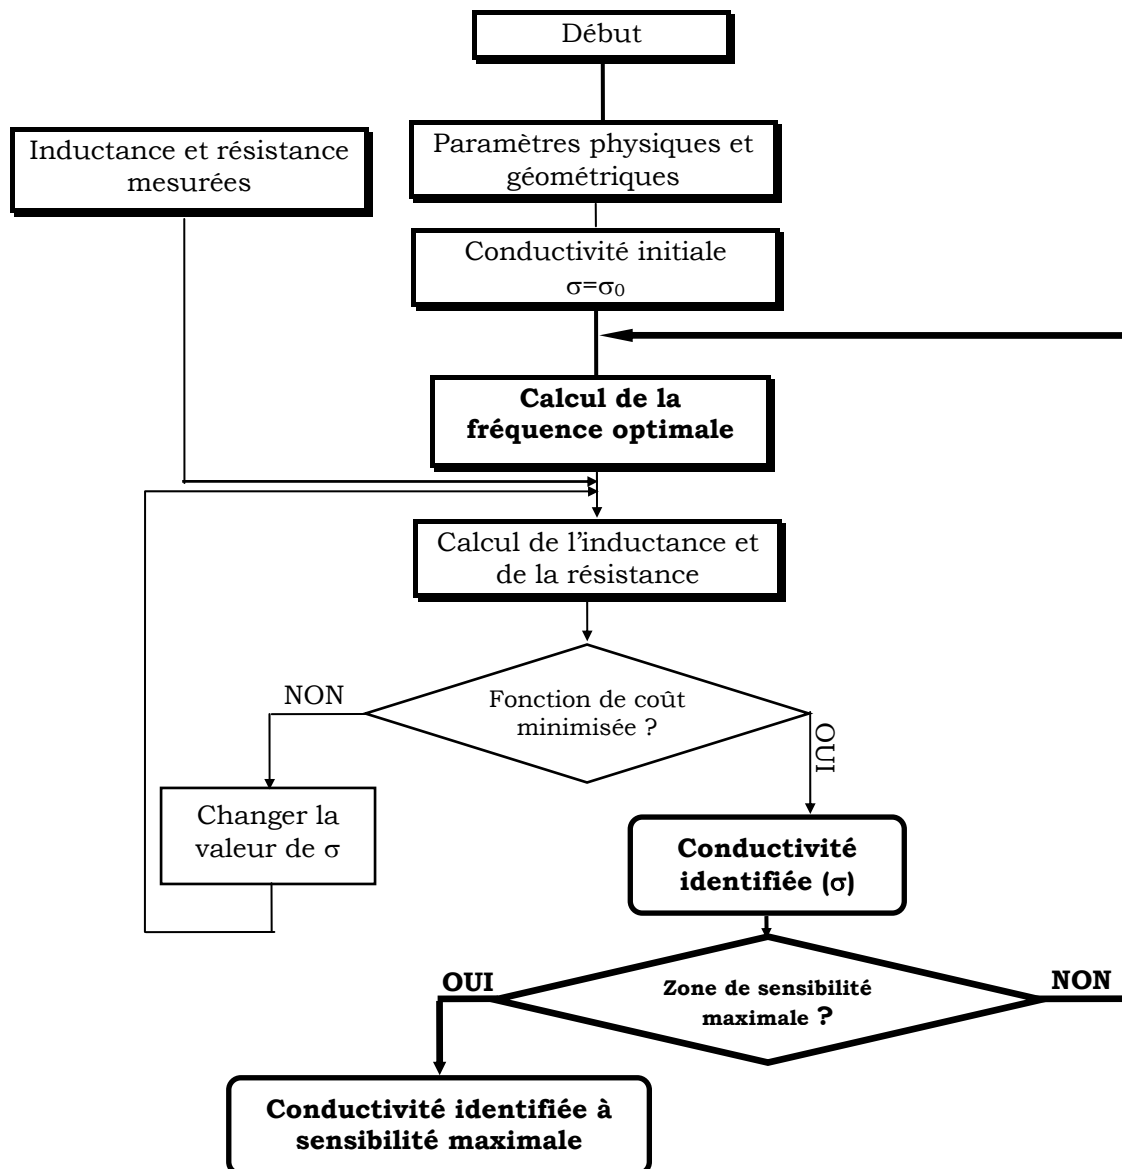 Début
Inductance et résistance
mesurées
Paramètres physiques et
géométriques
Conductivité initiale
σ=σ₀
Calcul de la
fréquence optimale
Calcul de l'inductance et
de la résistance
NON
Fonction de coût
minimisée ?
OUI
Changer la
valeur de σ
Conductivité
identifiée (σ)
OUI
Zone de sensibilité
maximale ?
NON
Conductivité identifiée à
sensibilité maximale